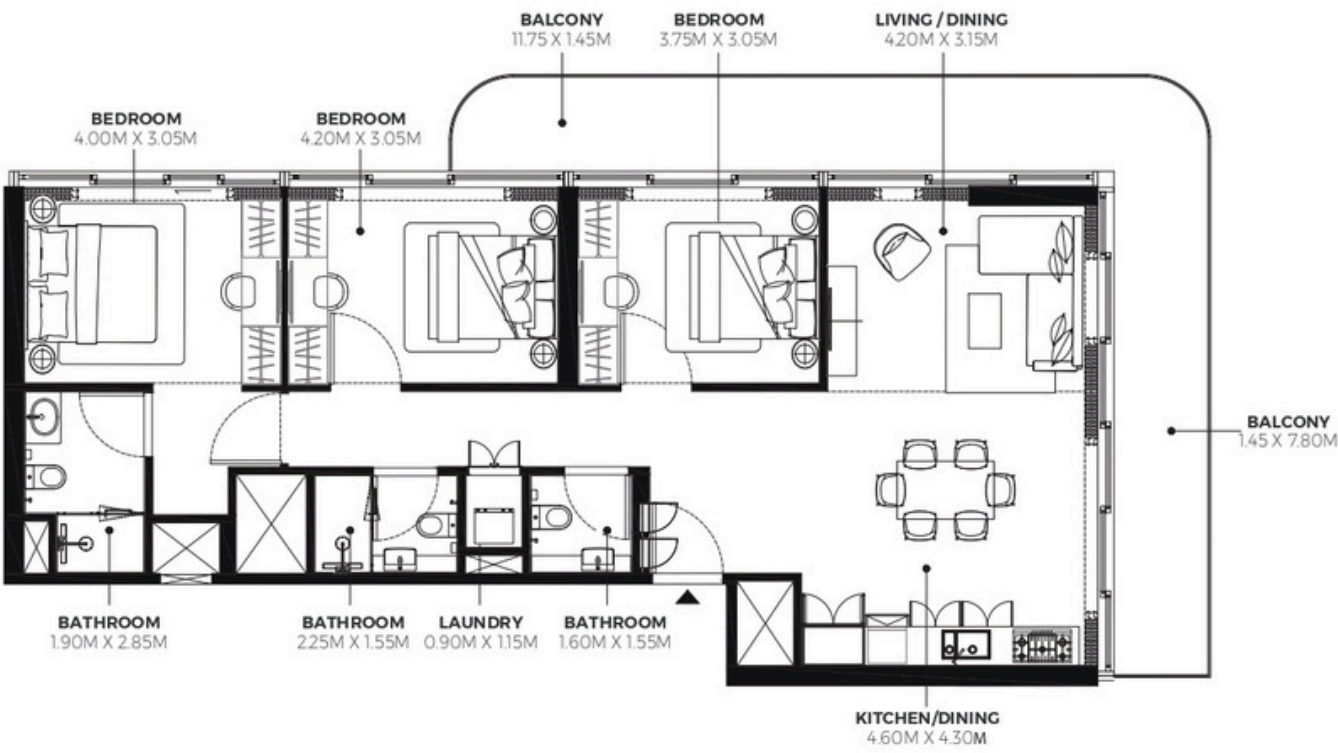 BALCONY
11.75 X 1.45M
BEDROOM
3.75M X 3.05M
LIVING / DINING
4.20M X 3.15M
BEDROOM
4.00M X 3.05M
BEDROOM
4.20M X 3.05M
BALCONY
1.45 X 7.80M
BATHROOM
1.90M X 2.85M
BATHROOM
2.25M X 1.55M
LAUNDRY
0.90M X 1.15M
BATHROOM
1.60M X 1.55M
KITCHEN/DINING
4.60M X 4.30M